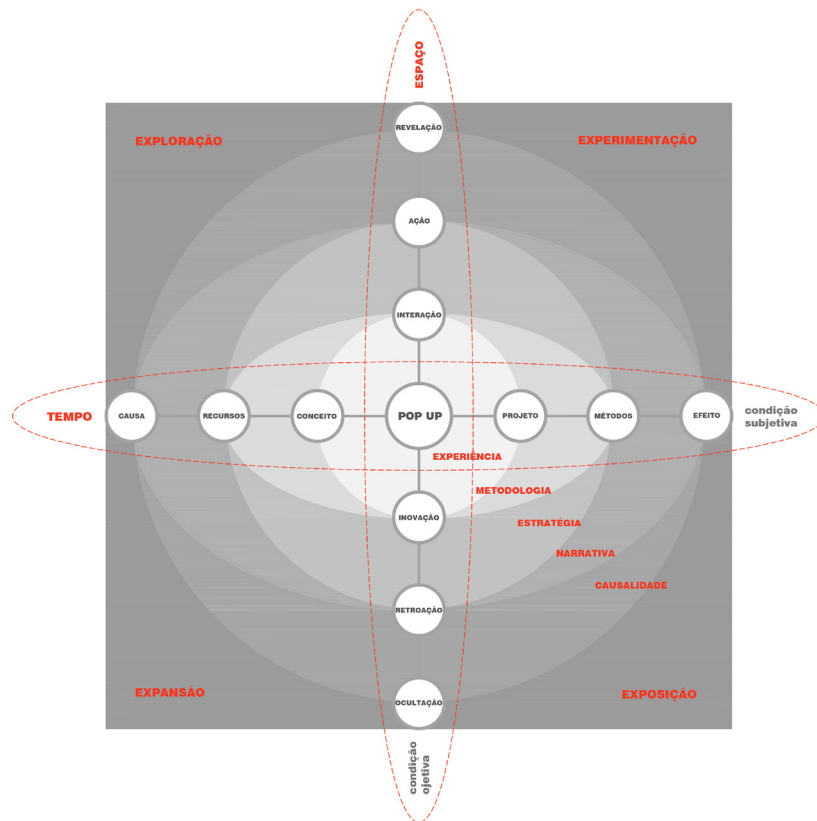 ESPAÇO
REVELAÇÃO
EXPLORAÇÃO
EXPERIMENTAÇÃO
AÇÃO
INTERAÇÃO
TEMPO
CAUSA
RECURSOS
CONCEITO
POP UP
PROJETO
MÉTODOS
EFEITO
condição
subjetiva
EXPERIÊNCIA
METODOLOGIA
INOVAÇÃO
ESTRATÉGIA
NARRATIVA
CAUSALIDADE
RETROAÇÃO
EXPANSÃO
EXPOSIÇÃO
OCULTAÇÃO
condição
ojetiva